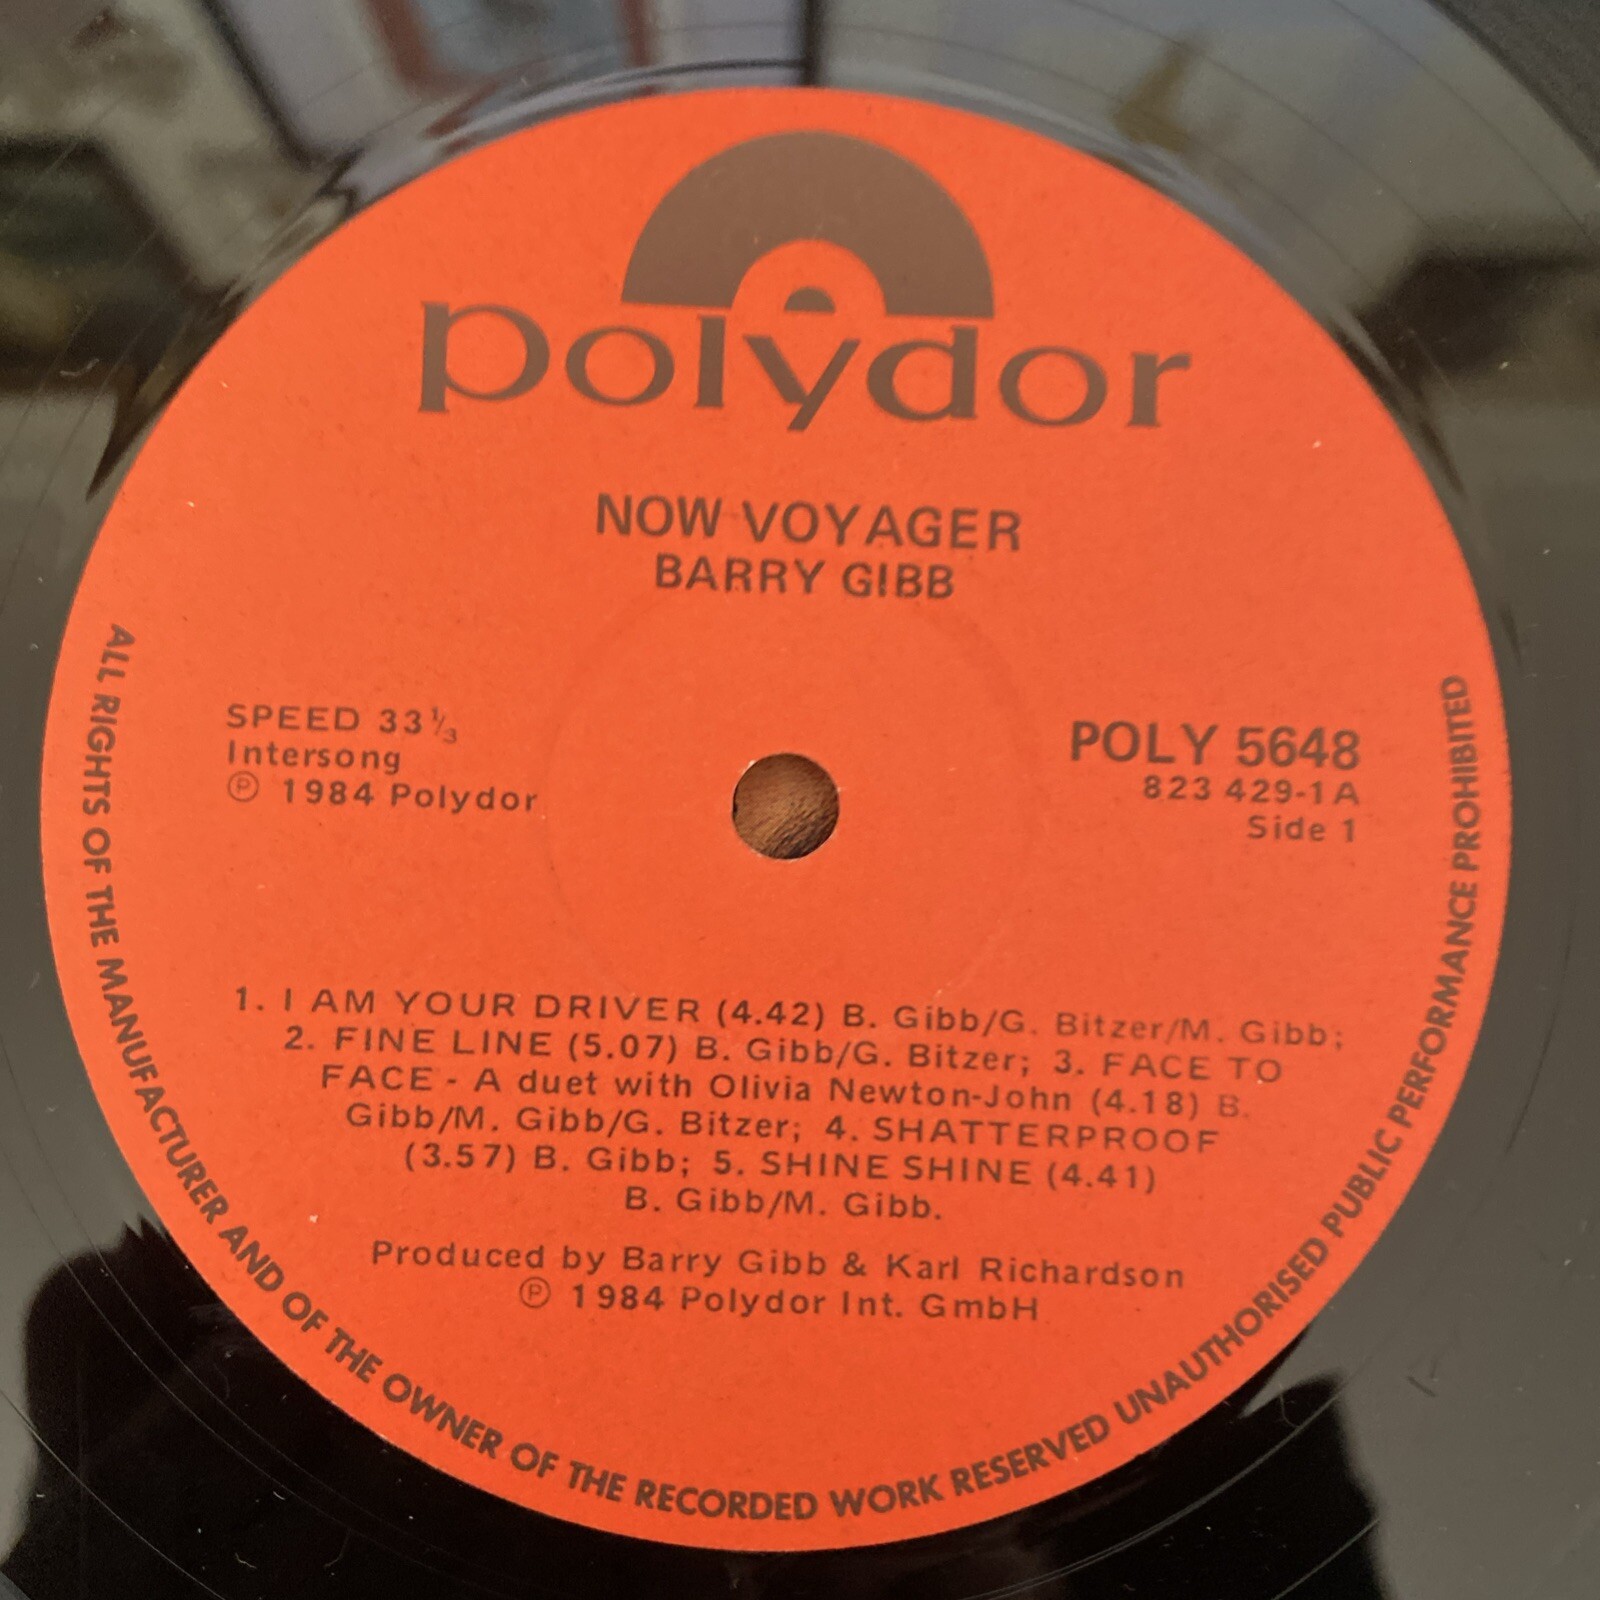 polydor
NOW VOYAGER
BARRY GIBB
SPEED 33⅓
Intersong
℗ 1984 Polydor
POLY 5648
823 429-1 A
Side 1
1. I AM YOUR DRIVER (4.42) B. Gibb/G. Bitzer/M. Gibb;
2. FINE LINE (5.07) B. Gibb/G. Bitzer; 3. FACE TO
FACE - A duet with Olivia Newton-John (4.18) B.
Gibb/M. Gibb/G. Bitzer; 4. SHATTERPROOF
(3.57) B. Gibb; 5. SHINE SHINE (4.41)
B. Gibb/M. Gibb.
Produced by Barry Gibb & Karl Richardson
℗ 1984 Polydor Int. GmbH
ALL RIGHTS OF THE MANUFACTURER AND OF THE OWNER OF THE RECORDED WORK RESERVED UNAUTHORISED PUBLIC PERFORMANCE PROHIBITED